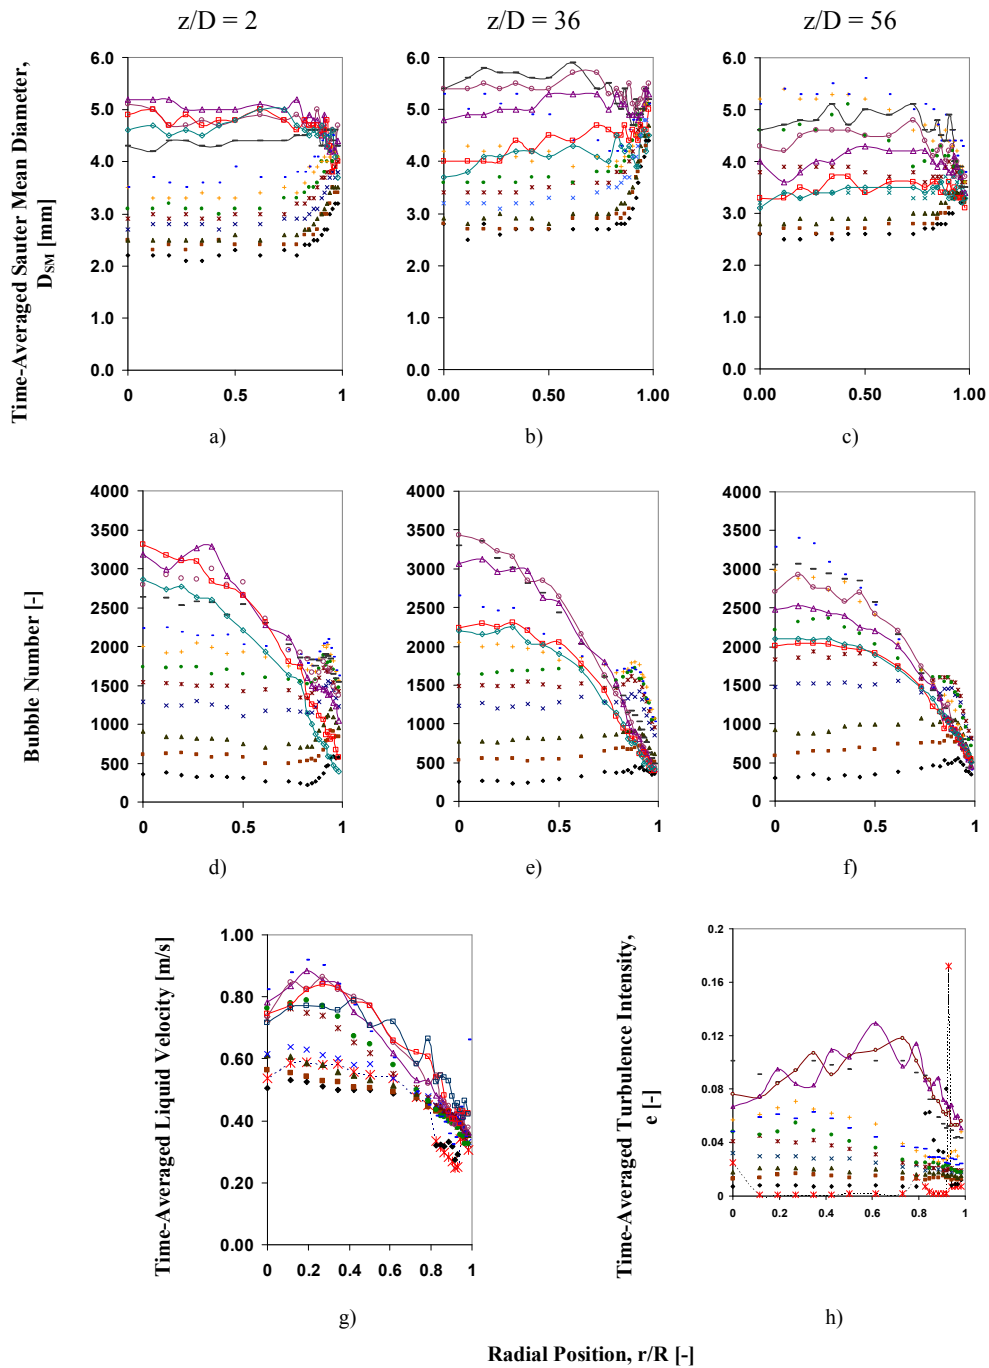 z/D = 2 z/D = 36 z/D = 56
Time-Averaged Sauter Mean Diameter,
D_SM [mm]
6.0 6.0 6.0
5.0 5.0 5.0
4.0 4.0 4.0
3.0 3.0 3.0
2.0 2.0 2.0
1.0 1.0 1.0
0.0 0.0 0.0
0 0.5 1 0.00 0.50 1.00 0.00 0.50 1.00
a) b) c)
Bubble Number [-]
4000 4000 4000
3500 3500 3500
3000 3000 3000
2500 2500 2500
2000 2000 2000
1500 1500 1500
1000 1000 1000
500 500 500
0 0 0
0 0.5 1 0 0.5 1 0 0.5 1
d) e) f)
Time-Averaged Liquid Velocity [m/s]
1.00
0.80
0.60
0.40
0.20
0.00
0 0.2 0.4 0.6 0.8 1
g)
Time-Averaged Turbulence Intensity,
e [-]
0.2
0.16
0.12
0.08
0.04
0
0 0.2 0.4 0.6 0.8 1
h)
Radial Position, r/R [-]